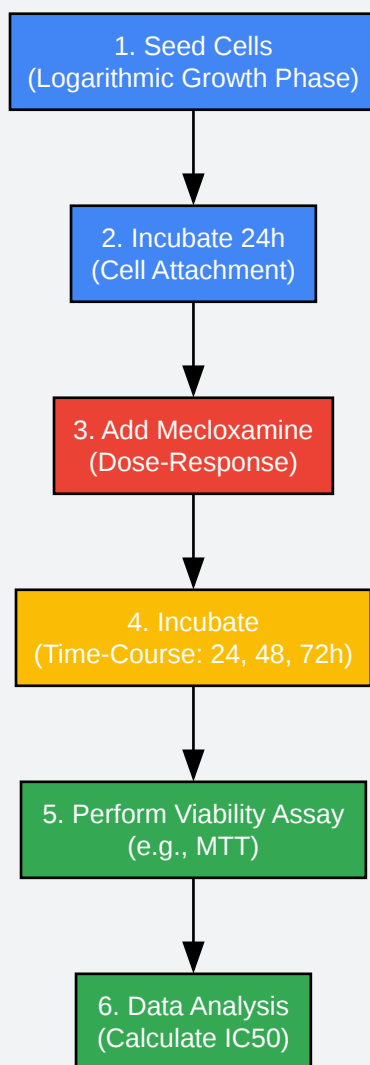 1. Seed Cells
(Logarithmic Growth Phase)
2. Incubate 24h
(Cell Attachment)
3. Add Mecloxamine
(Dose-Response)
4. Incubate
(Time-Course: 24, 48, 72h)
5. Perform Viability Assay
(e.g., MTT)
6. Data Analysis
(Calculate IC50)